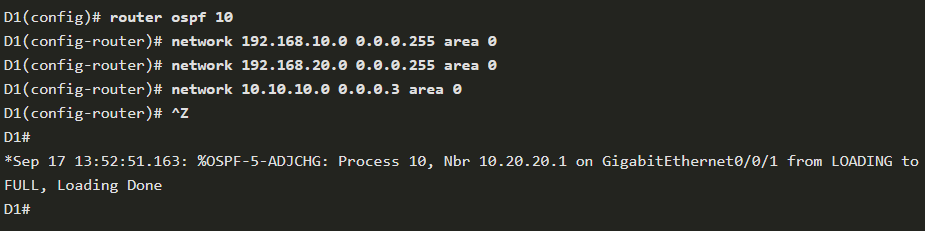 D1(config)# router ospf 10
D1(config-router)# network 192.168.10.0 0.0.0.255 area 0
D1(config-router)# network 192.168.20.0 0.0.0.255 area 0
D1(config-router)# network 10.10.10.0 0.0.0.3 area 0
D1(config-router)# ^Z
D1#
*Sep 17 13:52:51.163: %OSPF-5-ADJCHG: Process 10, Nbr 10.20.20.1 on GigabitEthernet0/0/1 from LOADING to
FULL, Loading Done
D1#